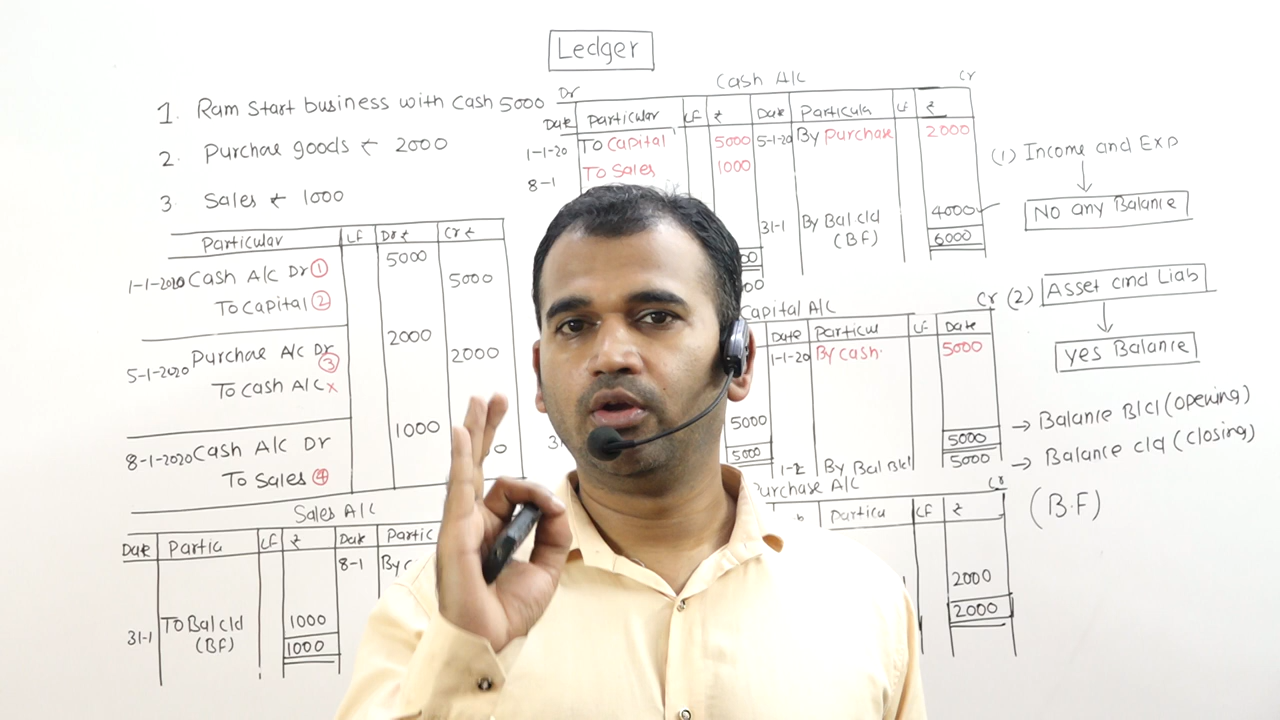 Ledger
1. Ram Start business with Cash 5000
2. Purchae goods ₹ 2000
3 Sales ₹ 1000
Particular LF Dr ₹ Cr ₹
1-1-2020 Cash A/C Dr 1 5000
To Capital 2 5000
5-1-2020 Purchae A/C Dr 3 2000
To Cash A/C x 2000
8-1-2020 Cash A/C Dr 1000
To Sales 4 0
Sales A/C
Date Partic LF ₹ Date Partic
8-1 By c
31-1 To Bal c/d 1000
(BF) 1000
Dr Cash A/C Cr
Date Particular LF ₹ Date Particula LF ₹
1-1-20 To Capital 5000 5-1-20 By Purchase 2000
8-1 To Sales 1000
31-1 By Bal c/d 4000
(BF) 6000
00
00
Capital A/C Cr
Date Particul LF Date
1-1-20 By cash 5000
5000 5000
5000 5000
By Bal B/d
urchase A/C Cr
Particu LF ₹
2000
2000
(1) Income and Exp
No any Balance
(2) Asset and Liab
yes Balance
→ Balance B/d (opening)
→ Balance c/d (closing)
(B.F)